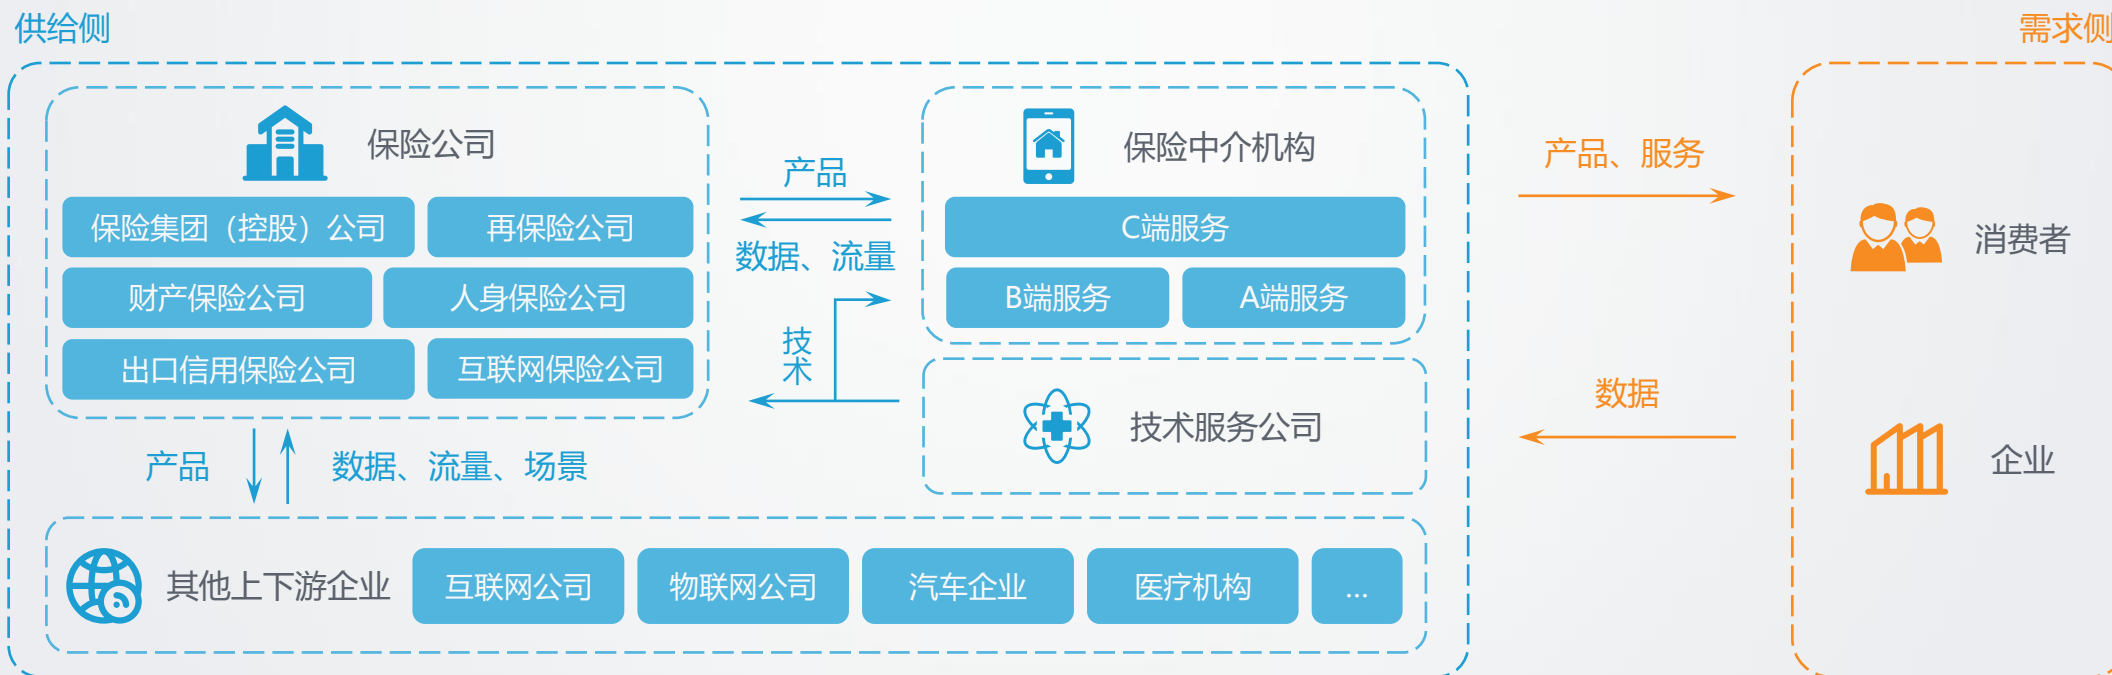 供给侧
需求侧
保险公司
保险集团（控股）公司
再保险公司
财产保险公司
人身保险公司
出口信用保险公司
互联网保险公司
产品
数据、流量
技术
保险中介机构
C端服务
B端服务
A端服务
技术服务公司
产品
数据、流量、场景
其他上下游企业
互联网公司
物联网公司
汽车企业
医疗机构
...
产品、服务
数据
消费者
企业